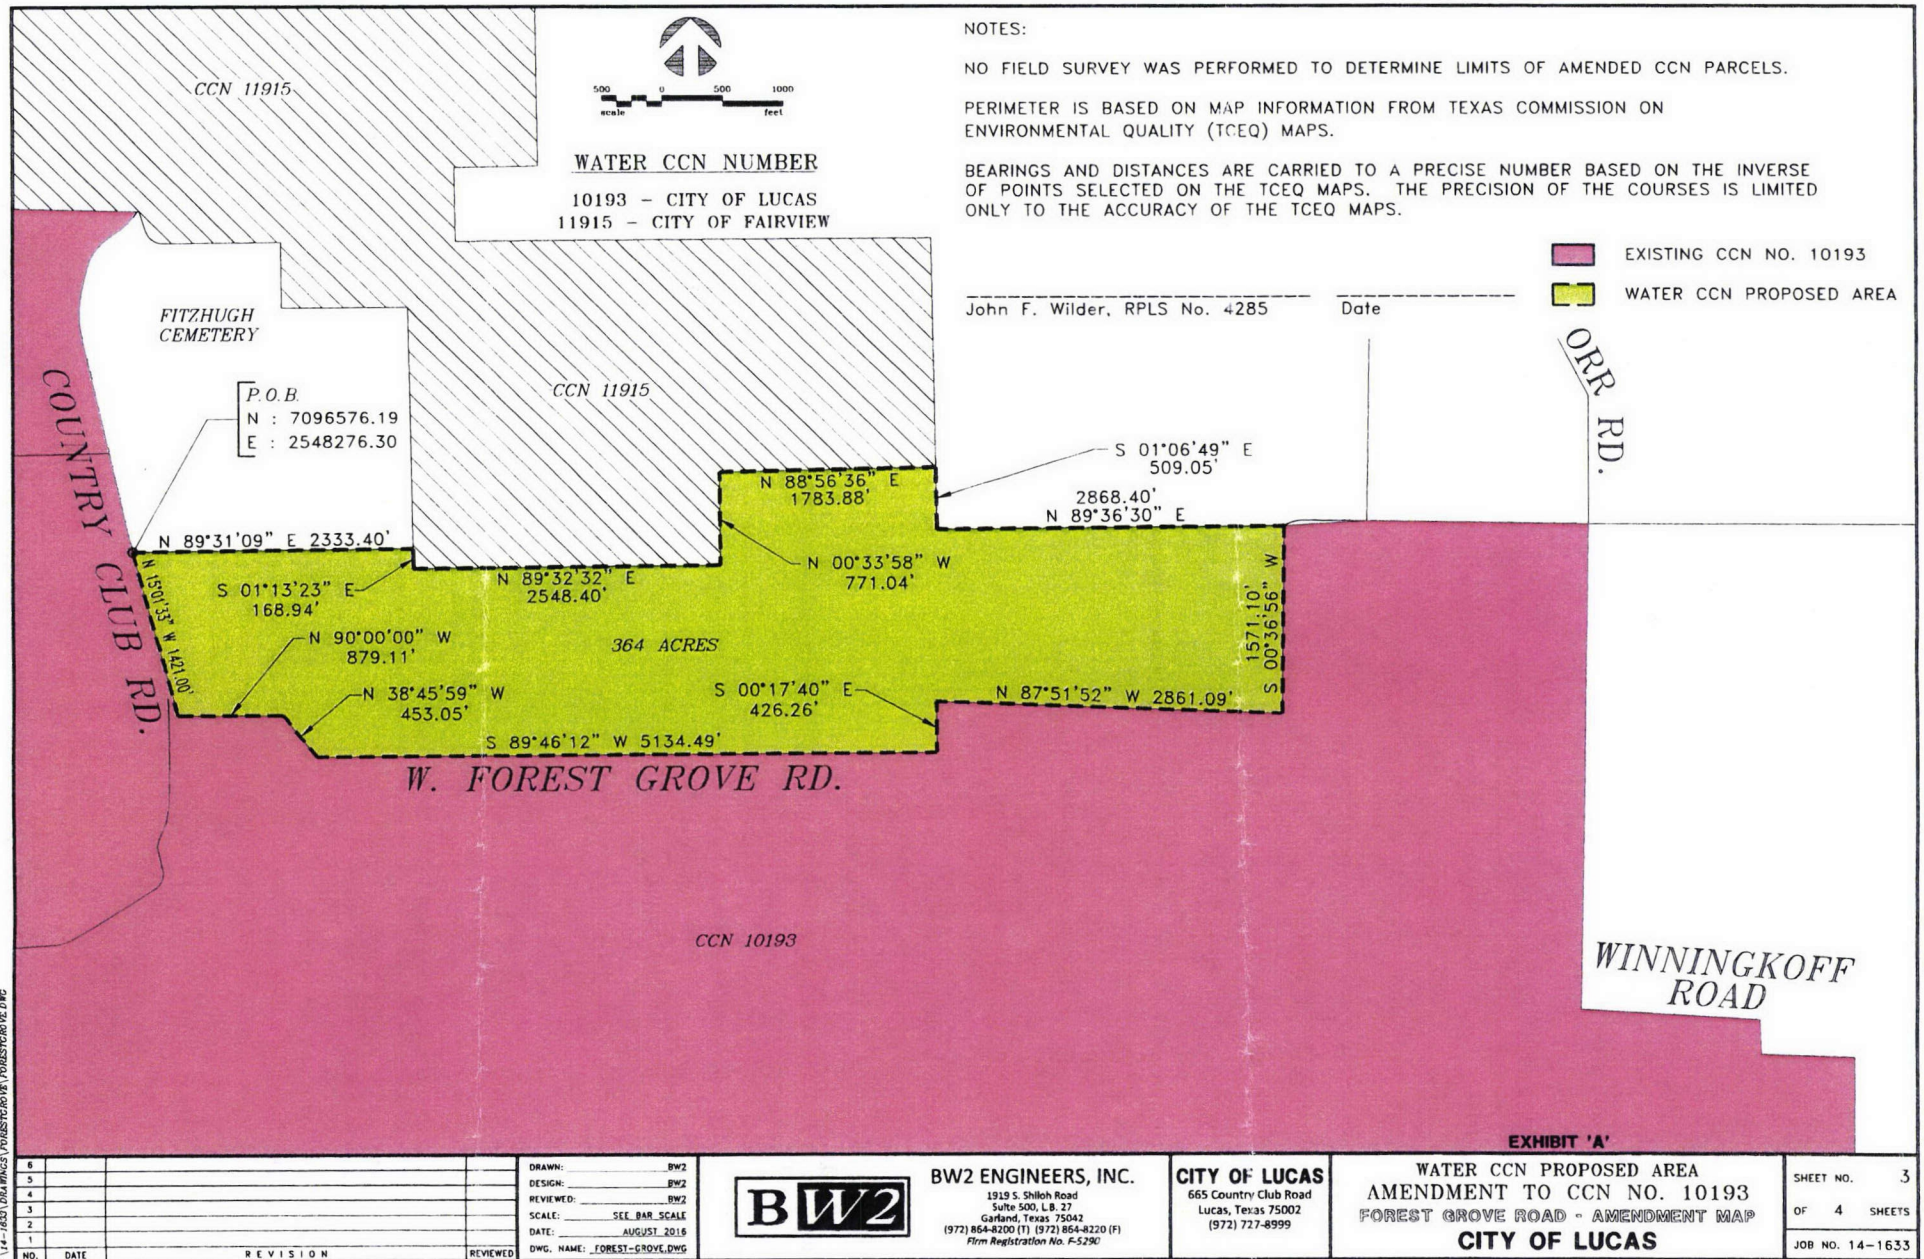 NOTES:
NO FIELD SURVEY WAS PERFORMED TO DETERMINE LIMITS OF AMENDED CCN PARCELS.
PERIMETER IS BASED ON MAP INFORMATION FROM TEXAS COMMISSION ON
ENVIRONMENTAL QUALITY (TCEQ) MAPS.
BEARINGS AND DISTANCES ARE CARRIED TO A PRECISE NUMBER BASED ON THE INVERSE
OF POINTS SELECTED ON THE TCEQ MAPS. THE PRECISION OF THE COURSES IS LIMITED
ONLY TO THE ACCURACY OF THE TCEQ MAPS.
EXISTING CCN NO. 10193
WATER CCN PROPOSED AREA
John F. Wilder, RPLS No. 4285
Date
500 0 500 1000
scale feet
WATER CCN NUMBER
10193 - CITY OF LUCAS
11915 - CITY OF FAIRVIEW
CCN 11915
FITZHUGH
CEMETERY
P.O.B.
N : 7096576.19
E : 2548276.30
CCN 11915
COUNTRY CLUB RD.
ORR RD.
S 01°06'49" E
509.05'
2868.40'
N 89°36'30" E
N 88°56'36" E
1783.88'
N 89°31'09" E 2333.40'
N 00°33'58" W
771.04'
S 01°13'23" E
168.94'
N 89°32'32" E
2548.40'
N 15°01'33" W 1421.00'
1571.10'
S 00°36'56" W
N 90°00'00" W
879.11'
364 ACRES
N 38°45'59" W
453.05'
S 00°17'40" E
426.26'
N 87°51'52" W 2861.09'
S 89°46'12" W 5134.49'
W. FOREST GROVE RD.
CCN 10193
WINNINGKOFF
ROAD
EXHIBIT 'A'
\14-1633\DRAWINGS\FORESTGROVE\FORESTGROVE.DWG
6
5
4
3
2
1
NO. DATE REVISION REVIEWED
DRAWN: BW2
DESIGN: BW2
REVIEWED: BW2
SCALE: SEE BAR SCALE
DATE: AUGUST 2016
DWG. NAME: FOREST-GROVE.DWG
BW2
BW2 ENGINEERS, INC.
1919 S. Shiloh Road
Suite 500, L.B. 27
Garland, Texas 75042
(972) 864-8200 (T) (972) 864-8220 (F)
Firm Registration No. F-5290
CITY OF LUCAS
665 Country Club Road
Lucas, Texas 75002
(972) 727-8999
WATER CCN PROPOSED AREA
AMENDMENT TO CCN NO. 10193
FOREST GROVE ROAD - AMENDMENT MAP
CITY OF LUCAS
SHEET NO. 3
OF 4 SHEETS
JOB NO. 14-1633